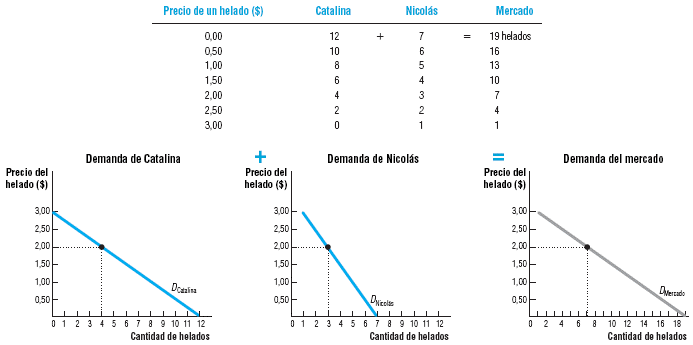 Precio de un helado ($) Catalina Nicolás Mercado
0,00 12 + 7 = 19 helados
0,50 10 6 16
1,00 8 5 13
1,50 6 4 10
2,00 4 3 7
2,50 2 2 4
3,00 0 1 1
Demanda de Catalina + Demanda de Nicolás = Demanda del mercado
Precio del helado ($)
3,00
2,50
2,00
1,50
1,00
0,50
D Catalina
0 1 2 3 4 5 6 7 8 9 10 11 12
Cantidad de helados
Precio del helado ($)
3,00
2,50
2,00
1,50
1,00
0,50
D Nicolás
0 1 2 3 4 5 6 7 8 9 10 11 12
Cantidad de helados
Precio del helado ($)
3,00
2,50
2,00
1,50
1,00
0,50
D Mercado
0 2 4 6 8 10 12 14 16 18
Cantidad de helados